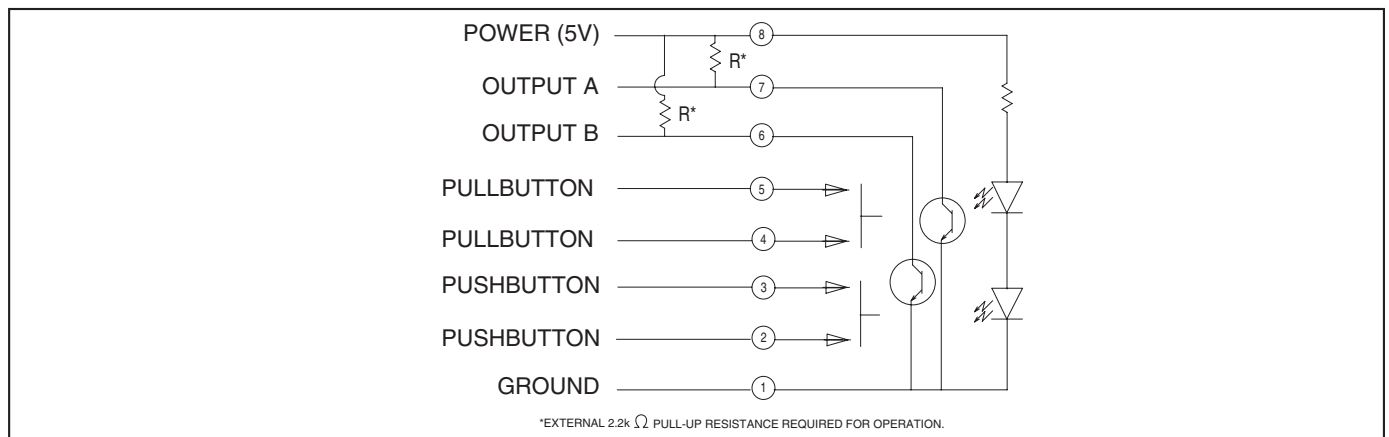 POWER (5V) 8
R*
OUTPUT A 7
R*
OUTPUT B 6
PULLBUTTON 5
PULLBUTTON 4
PUSHBUTTON 3
PUSHBUTTON 2
GROUND 1
*EXTERNAL 2.2k Ω PULL-UP RESISTANCE REQUIRED FOR OPERATION.